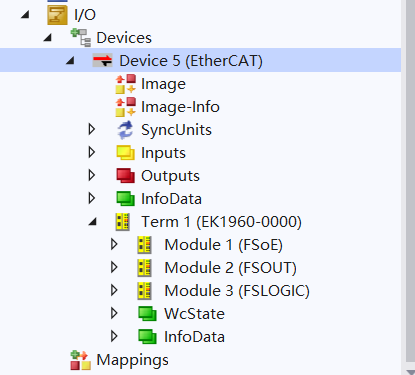 I/O
Devices
Device 5 (EtherCAT)
Image
Image-Info
SyncUnits
Inputs
Outputs
InfoData
Term 1 (EK1960-0000)
Module 1 (FSoE)
Module 2 (FSOUT)
Module 3 (FSLOGIC)
WcState
InfoData
Mappings